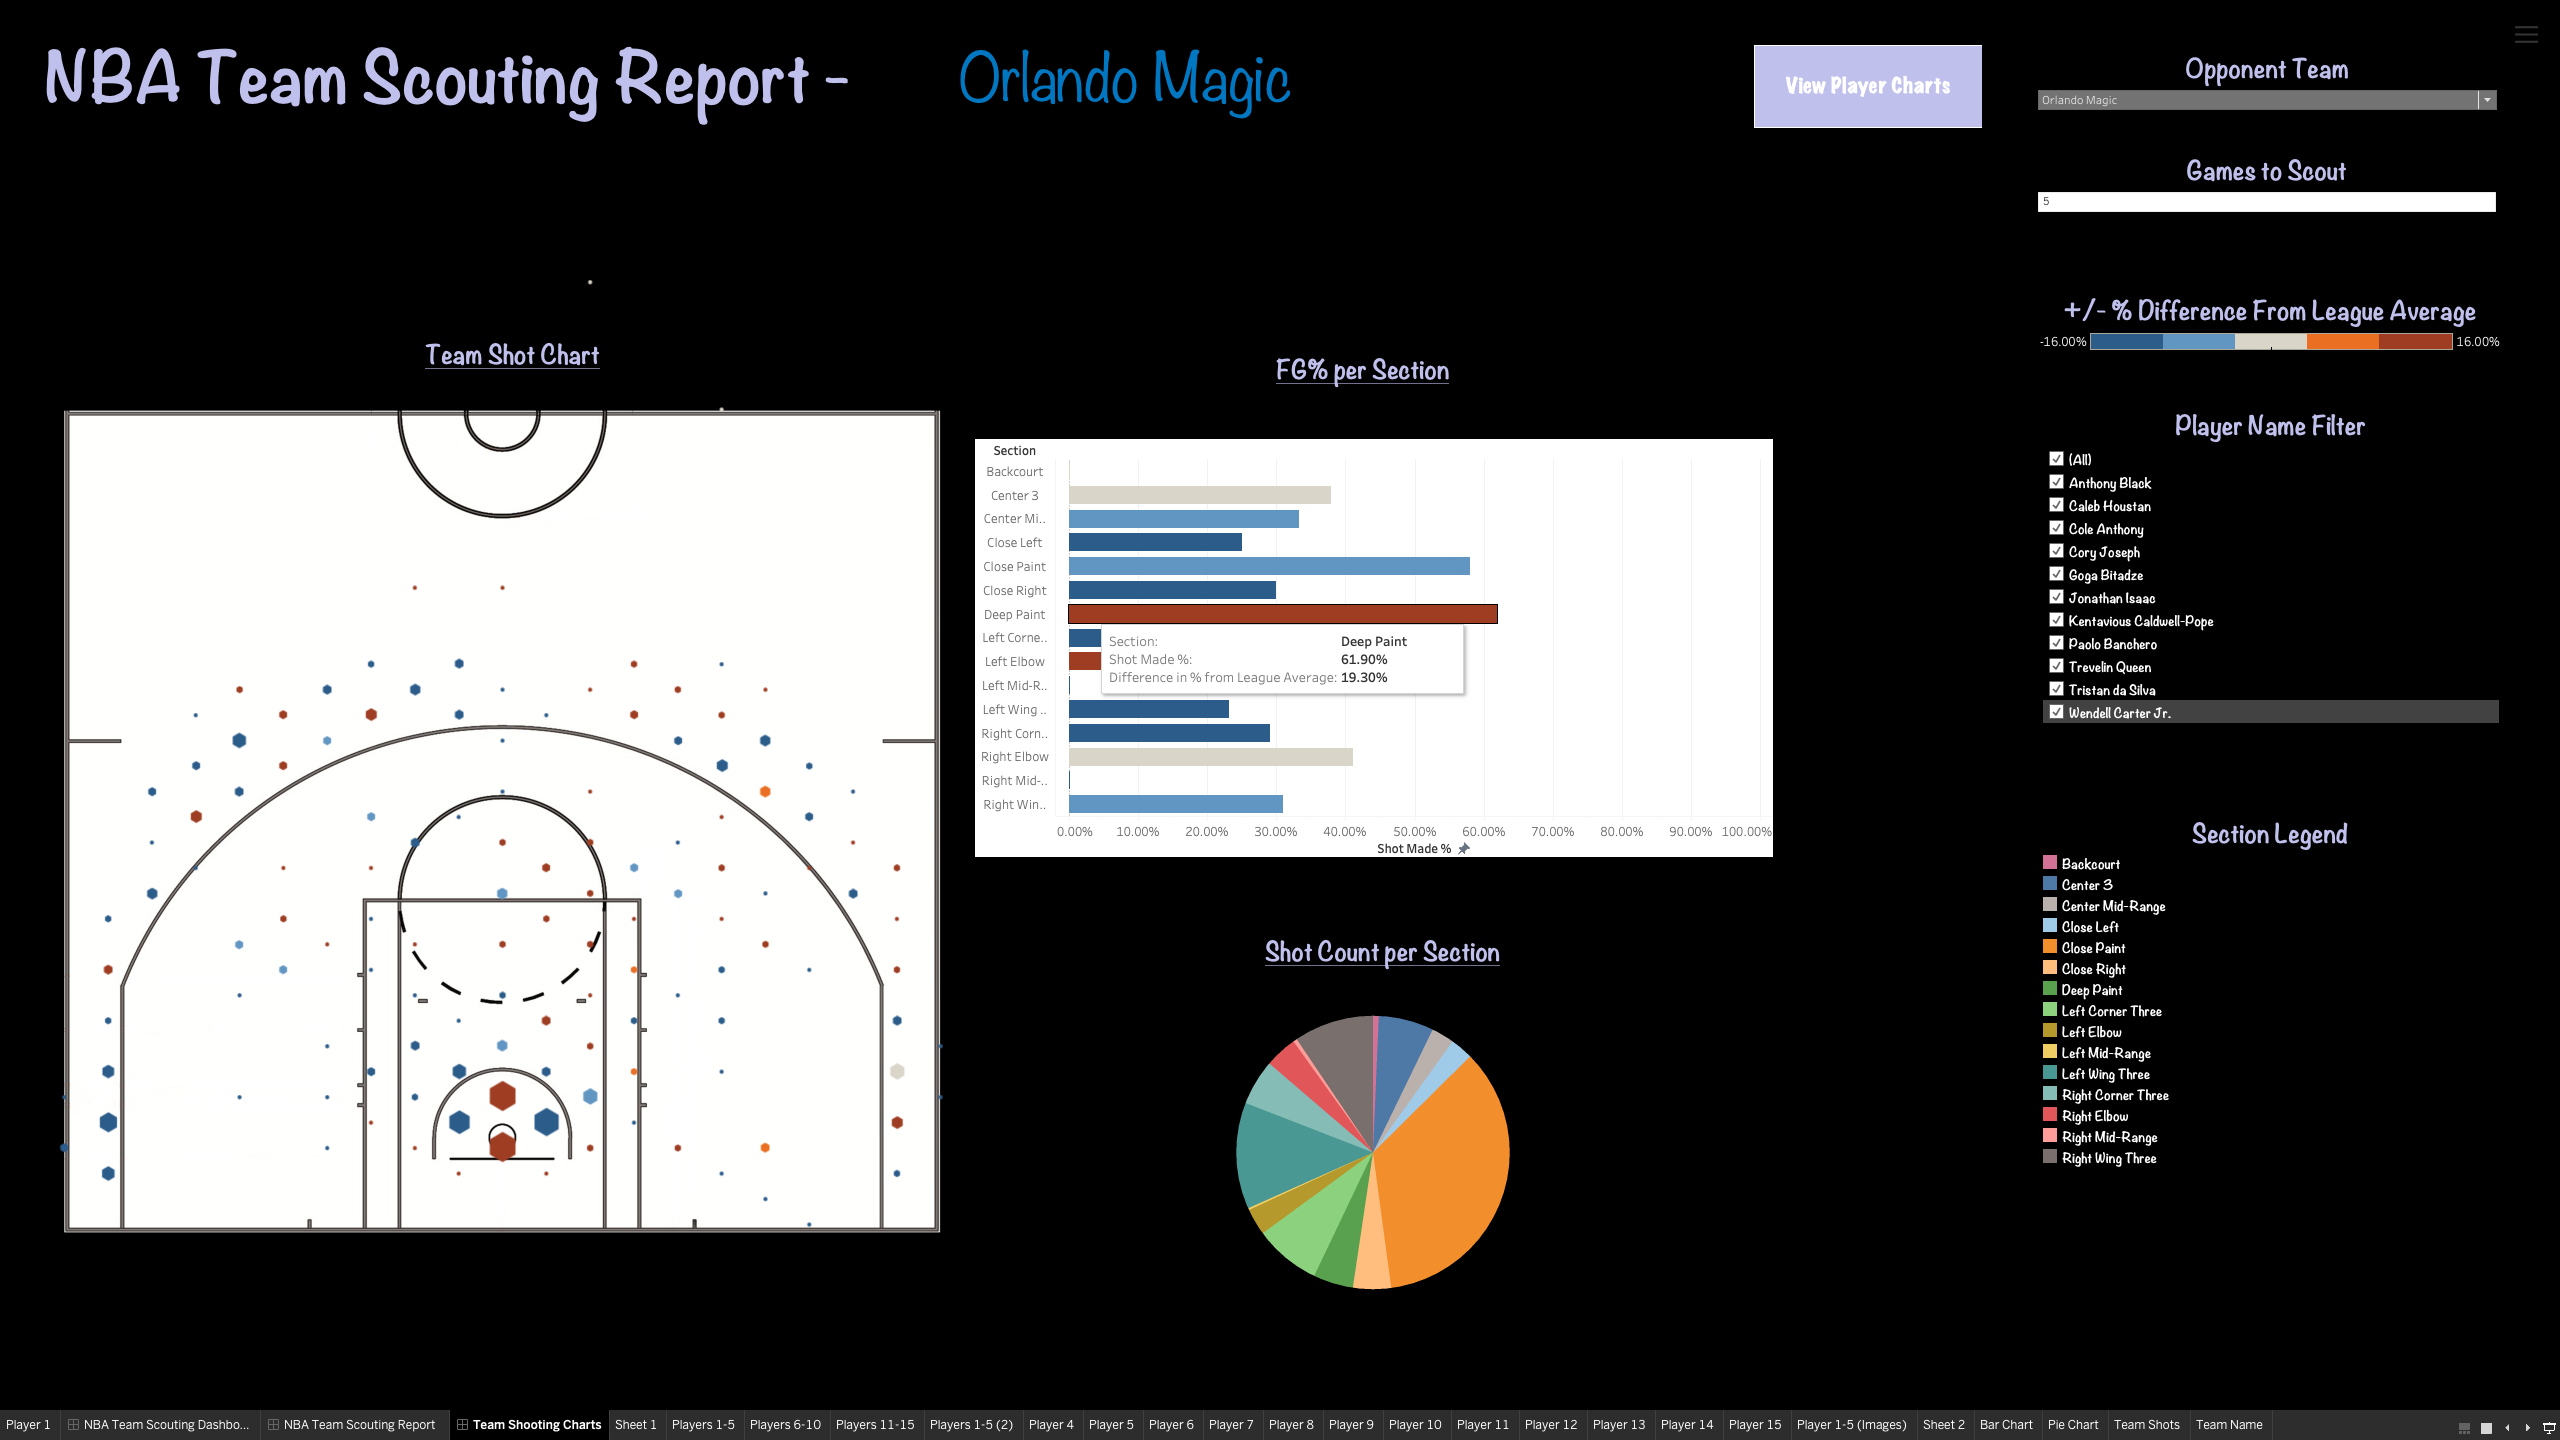 NBA Team Scouting Report -
Orlando Magic
View Player Charts
Opponent Team
Orlando Magic
Games to Scout
5
+/- % Difference From League Average
-16.00%
16.00%
Team Shot Chart
FG% per Section
Section
Backcourt
Center 3
Center Mi..
Close Left
Close Paint
Close Right
Deep Paint
Left Corne..
Left Elbow
Left Mid-R..
Left Wing ..
Right Corn..
Right Elbow
Right Mid-..
Right Win..
Section: Deep Paint
Shot Made %: 61.90%
Difference in % from League Average: 19.30%
0.00% 10.00% 20.00% 30.00% 40.00% 50.00% 60.00% 70.00% 80.00% 90.00% 100.00%
Shot Made %
Shot Count per Section
Player Name Filter
(All)
Anthony Black
Caleb Houstan
Cole Anthony
Cory Joseph
Goga Bitadze
Jonathan Isaac
Kentavious Caldwell-Pope
Paolo Banchero
Trevelin Queen
Tristan da Silva
Wendell Carter Jr.
Section Legend
Backcourt
Center 3
Center Mid-Range
Close Left
Close Paint
Close Right
Deep Paint
Left Corner Three
Left Elbow
Left Mid-Range
Left Wing Three
Right Corner Three
Right Elbow
Right Mid-Range
Right Wing Three
Player 1 NBA Team Scouting Dashbo... NBA Team Scouting Report Team Shooting Charts Sheet 1 Players 1-5 Players 6-10 Players 11-15 Players 1-5 (2) Player 4 Player 5 Player 6 Player 7 Player 8 Player 9 Player 10 Player 11 Player 12 Player 13 Player 14 Player 15 Player 1-5 (Images) Sheet 2 Bar Chart Pie Chart Team Shots Team Name